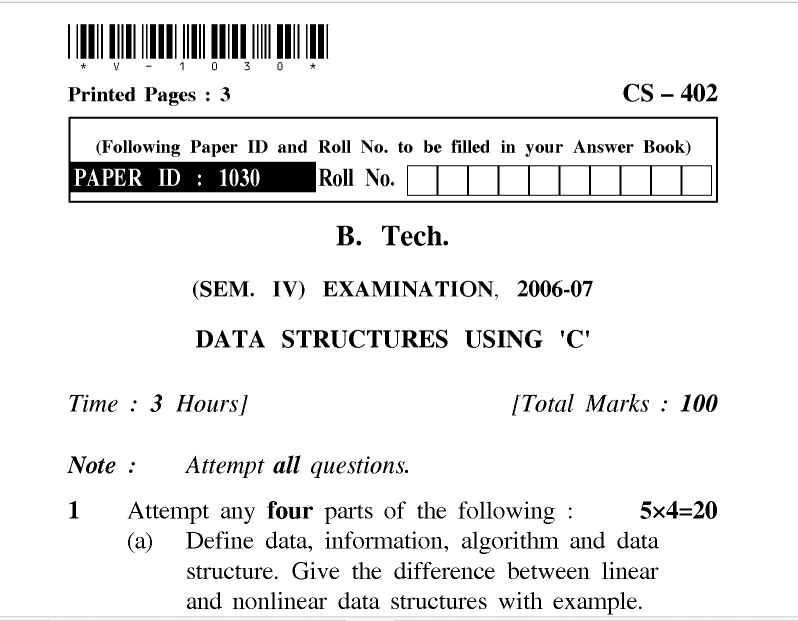 * V - 1 0 3 0 *
Printed Pages : 3 CS – 402
(Following Paper ID and Roll No. to be filled in your Answer Book)
PAPER ID : 1030 Roll No.
B. Tech.
(SEM. IV) EXAMINATION, 2006-07
DATA STRUCTURES USING 'C'
Time : 3 Hours] [Total Marks : 100
Note : Attempt all questions.
1 Attempt any four parts of the following : 5×4=20
(a) Define data, information, algorithm and data
structure. Give the difference between linear
and nonlinear data structures with example.